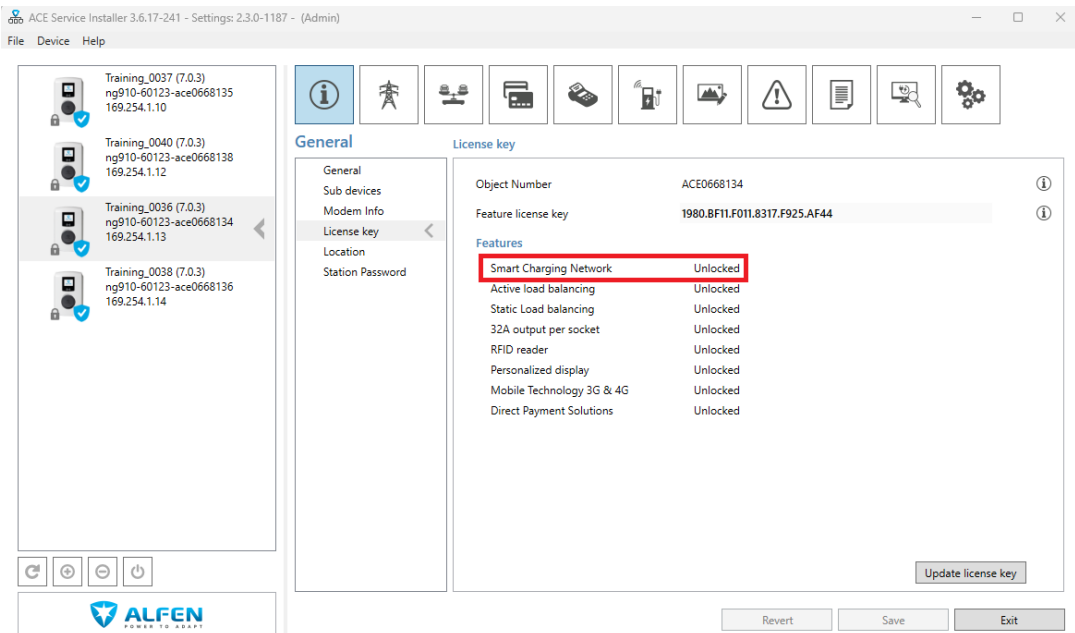 ACE Service Installer 3.6.17-241 - Settings: 2.3.0-1187 - (Admin)
File Device Help
Training_0037 (7.0.3)
ng910-60123-ace0668135
169.254.1.10
Training_0040 (7.0.3)
ng910-60123-ace0668138
169.254.1.12
Training_0036 (7.0.3)
ng910-60123-ace0668134
169.254.1.13
Training_0038 (7.0.3)
ng910-60123-ace0668136
169.254.1.14
ALFEN
POWER TO ADAPT
General
General
Sub devices
Modem Info
License key
Location
Station Password
License key
Object Number ACE0668134
Feature license key 1980.BF11.F011.8317.F925.AF44
Features
Smart Charging Network Unlocked
Active load balancing Unlocked
Static Load balancing Unlocked
32A output per socket Unlocked
RFID reader Unlocked
Personalized display Unlocked
Mobile Technology 3G & 4G Unlocked
Direct Payment Solutions Unlocked
Update license key
Revert Save Exit